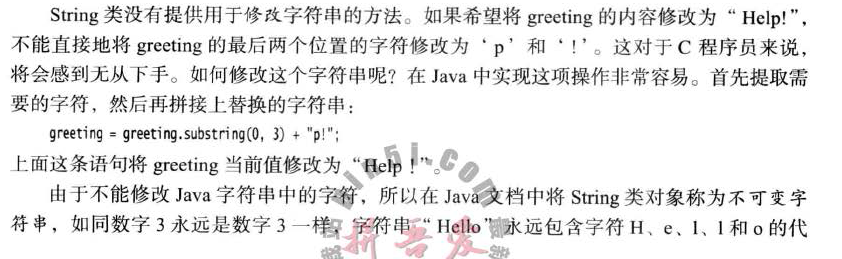 String 类没有提供用于修改字符串的方法。如果希望将 greeting 的内容修改为“ Help!”，
不能直接地将 greeting 的最后两个位置的字符修改为‘p’和‘!’。这对于 C 程序员来说，
将会感到无从下手。如何修改这个字符串呢？在 Java 中实现这项操作非常容易。首先提取需
要的字符，然后再拼接上替换的字符串：
greeting = greeting.substring(0, 3) + "p!";
上面这条语句将 greeting 当前值修改为“Help！”。
由于不能修改 Java 字符串中的字符，所以在 Java 文档中将 String 类对象称为不可变字
符串，如同数字 3 永远是数字 3 一样，字符串“Hello”永远包含字符 H、e、l、l 和 o 的代